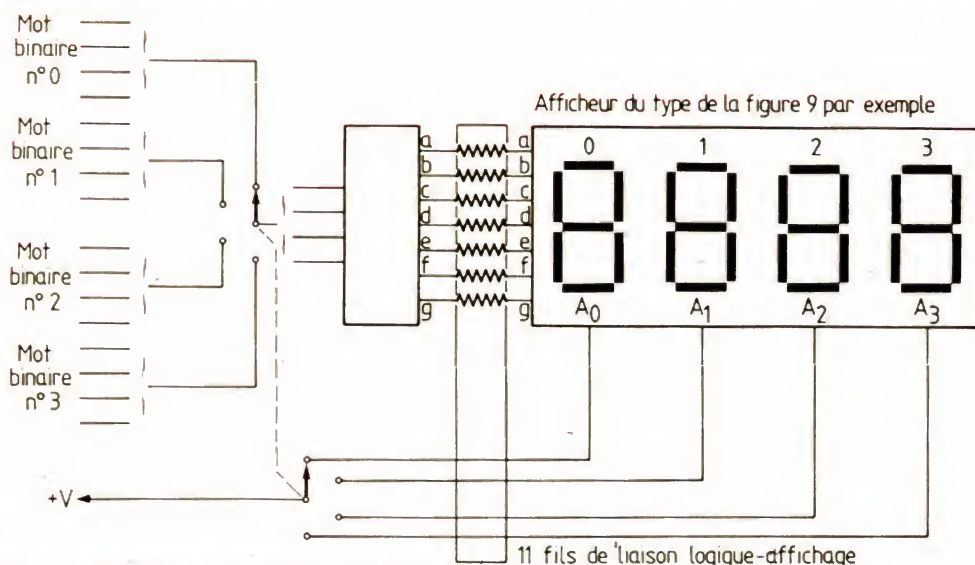 Mot
binaire
n°0
Mot
binaire
n°1
Mot
binaire
n°2
Mot
binaire
n°3
+V
a
b
c
d
e
f
g
Afficheur du type de la figure 9 par exemple
a
b
c
d
e
f
g
0 1 2 3
A0 A1 A2 A3
11 fils de liaison logique-affichage